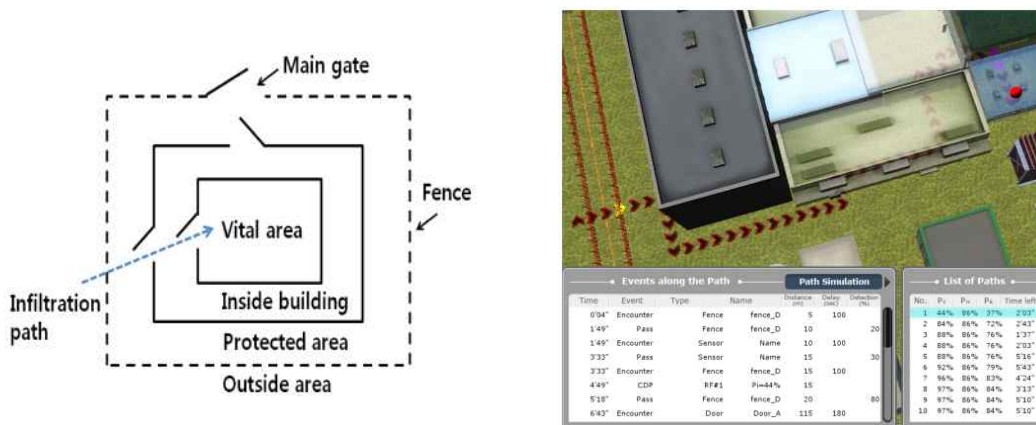 Main gate
Fence
Vital area
Infiltration
path
Inside building
Protected area
Outside area
Events along the Path
Path Simulation
Time Event Type Name Distance (m) Delay (sec) Detection (%)
0'04" Encounter Fence fence_D 5 100
1'49" Pass Fence fence_D 10 20
1'49" Encounter Sensor Name 10 100
3'33" Pass Sensor Name 15 30
3'33" Encounter Fence fence_D 15 100
4'49" CDP RF#1 Pi=44% 15
5'18" Pass Fence fence_D 20 80
6'43" Encounter Door Door_A 115 180
List of Paths
No. Time left
1 44% 86% 37% 2'03"
2 84% 86% 72% 2'43"
3 88% 86% 76% 1'37"
4 88% 86% 76% 2'03"
5 88% 86% 76% 5'16"
6 92% 86% 79% 5'43"
7 96% 86% 83% 4'24"
8 97% 86% 84% 3'13"
9 97% 86% 84% 5'10"
10 97% 86% 84% 5'10"